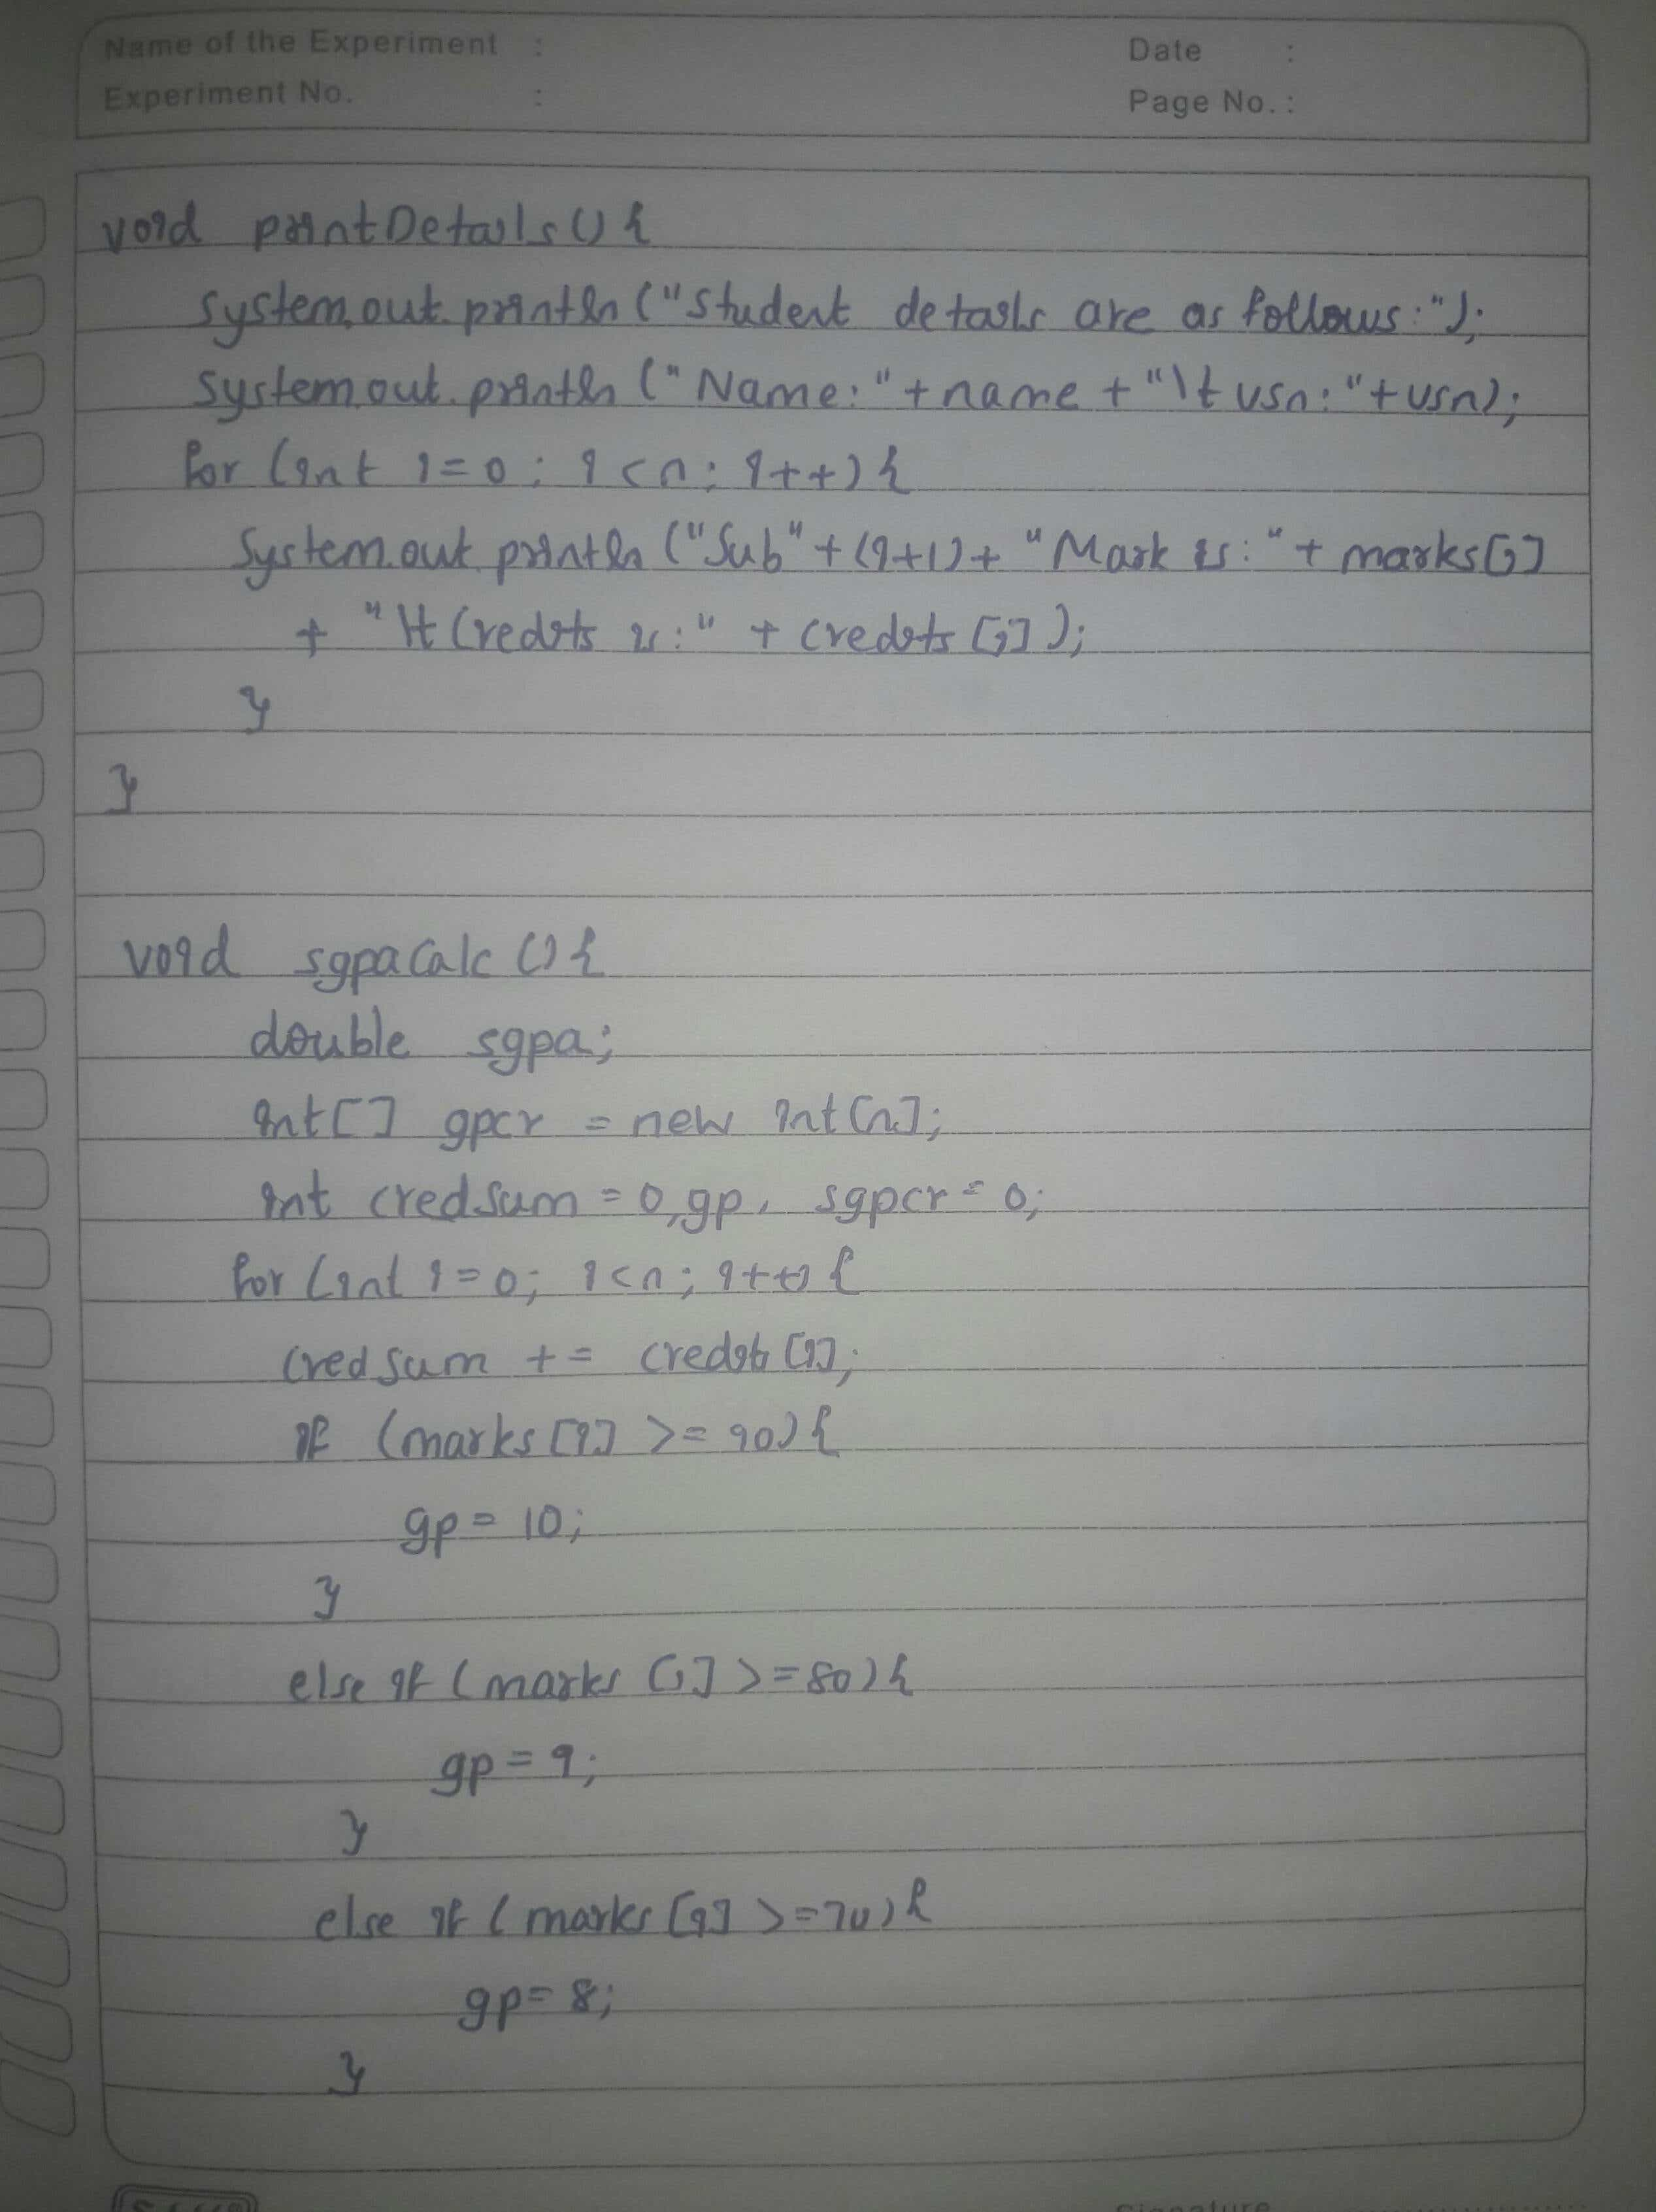 Name of the Experiment :
Date :
Experiment No. :
Page No. :
void printDetails(){
System.out.println("Student details are as follows:");
System.out.println("Name:"+name+"\t usn:"+usn);
for (int i=0; i<n; i++){
System.out.println("Sub"+(i+1)+"Mark is:"+marks[i]
+ "\t Credits is:" + credits[i]);
}
}
void sgpaCalc(){
double sgpa;
int[] gpcr = new int[n];
int credsum=0,gp, sgpcr=0;
for (int i=0; i<n; i++){
credsum += credits[i];
if (marks[i] >= 90){
gp= 10;
}
else if (marks[i] >=80){
gp=9;
}
else if (marks[i] >=70){
gp=8;
}
Signature